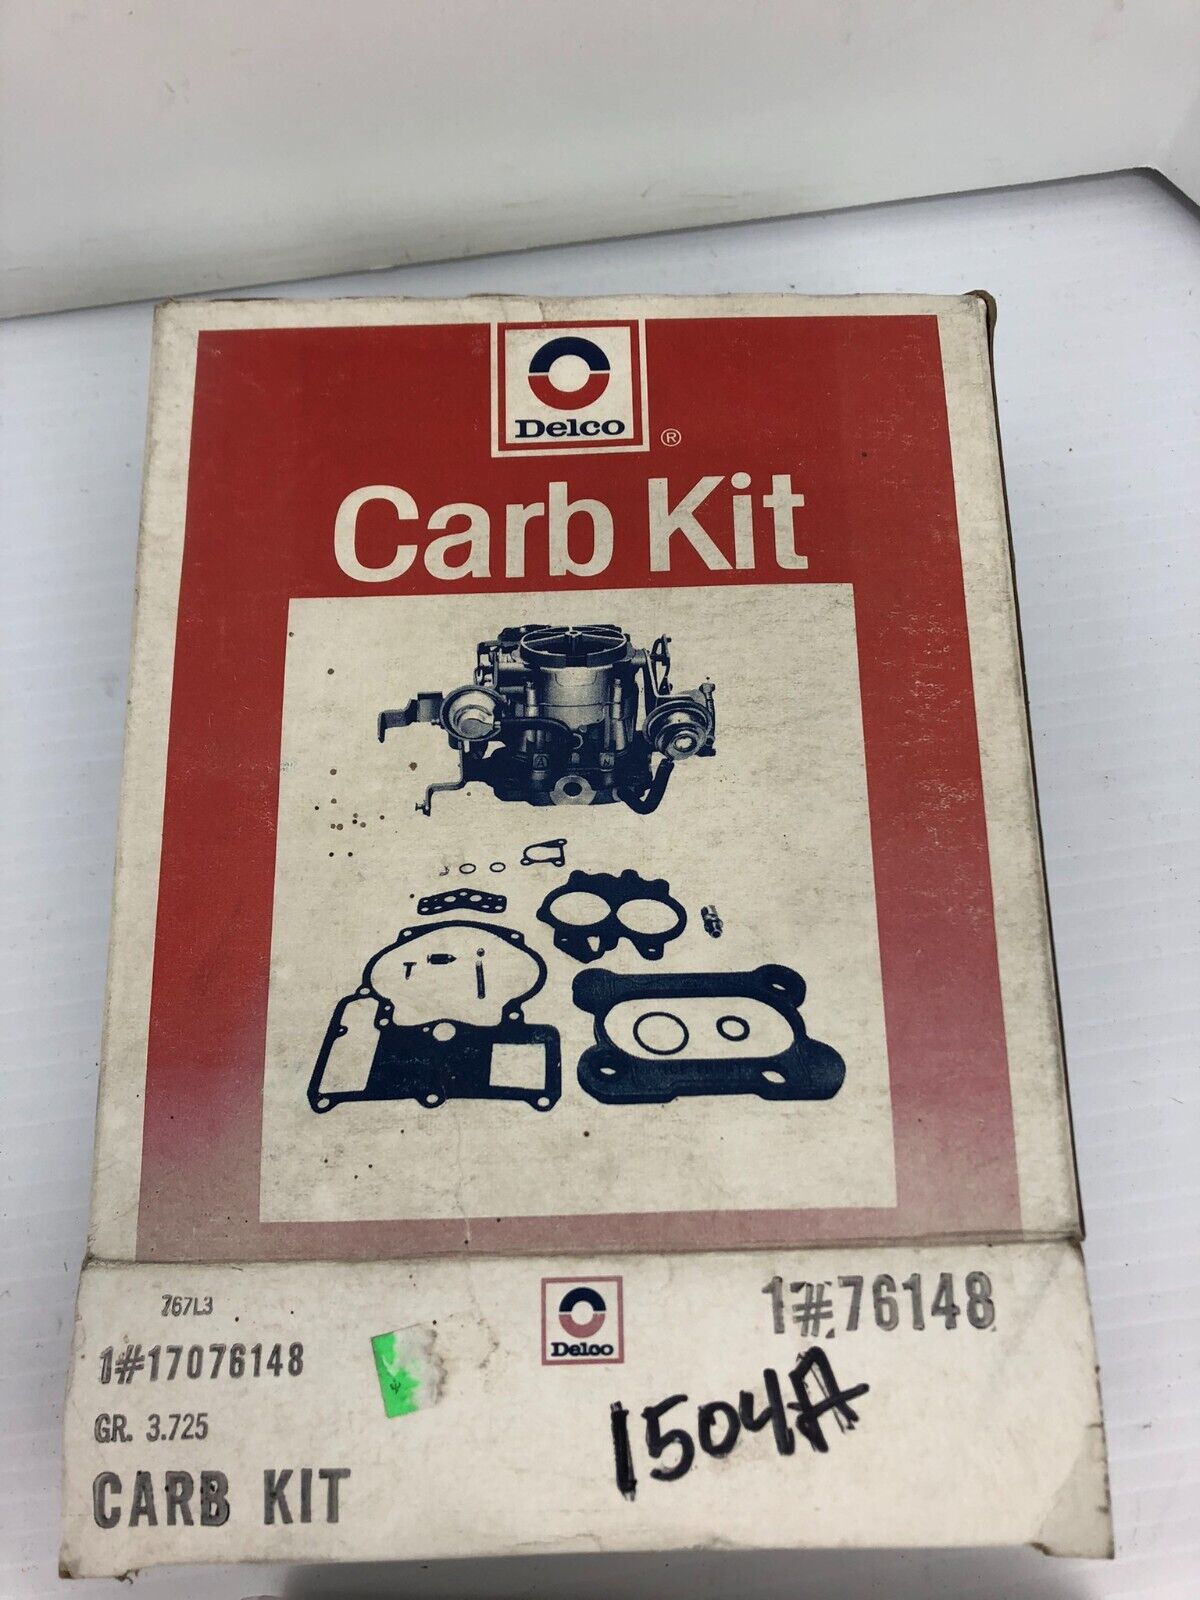 Delco
®
Carb Kit
A N
767L3
1#17076148
GR. 3.725
CARB KIT
Delco
1#76148
1504A